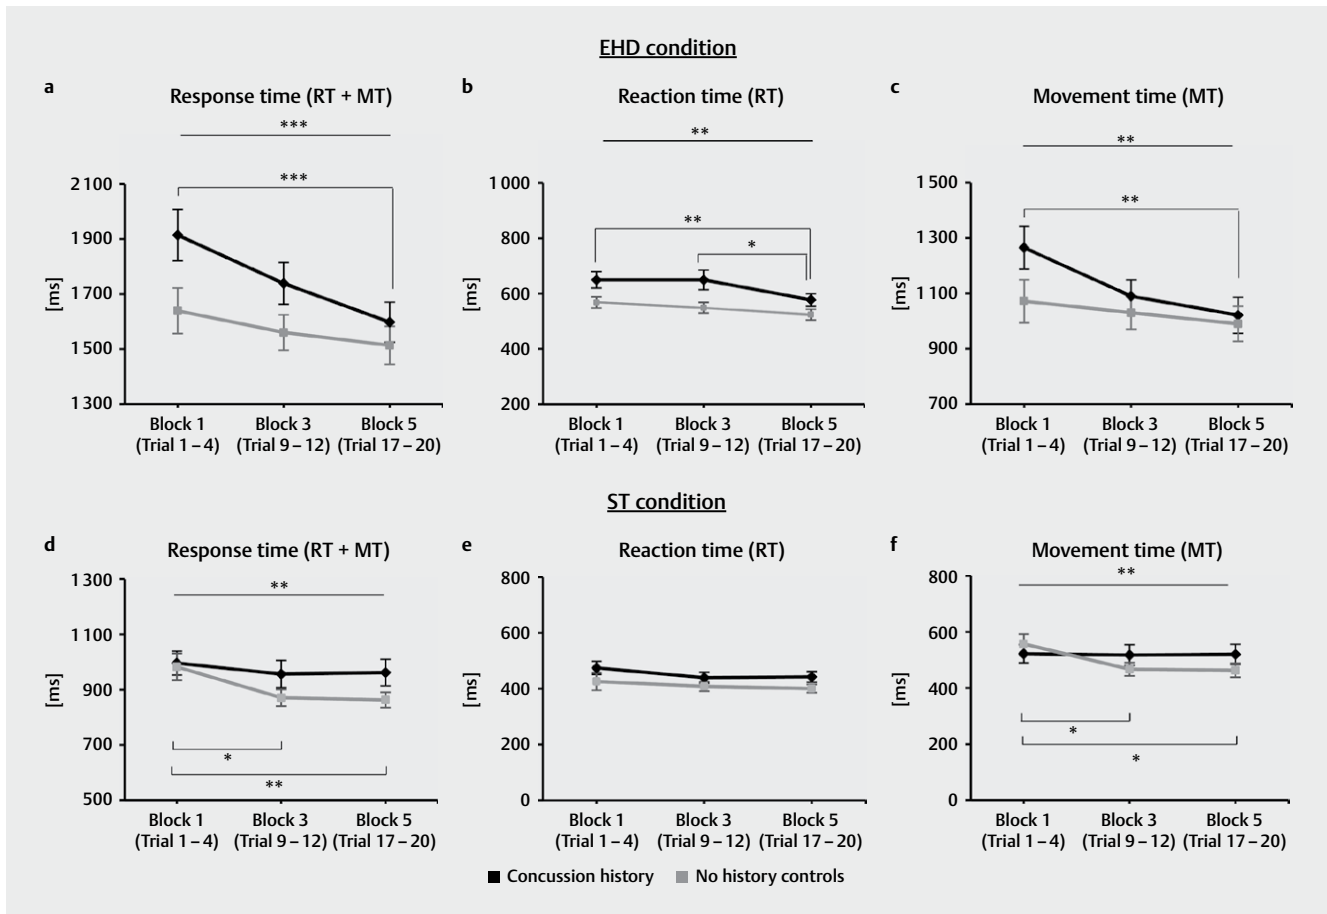 EHD condition
a Response time (RT + MT)
***
***
[ms]
2 100
1 900
1 700
1 500
1 300
Block 1 Block 3 Block 5
(Trial 1 – 4) (Trial 9 – 12) (Trial 17 – 20)
b Reaction time (RT)
**
**
*
[ms]
1 000
800
600
400
200
Block 1 Block 3 Block 5
(Trial 1 – 4) (Trial 9 – 12) (Trial 17 – 20)
c Movement time (MT)
**
**
[ms]
1 500
1 300
1 100
900
700
Block 1 Block 3 Block 5
(Trial 1 – 4) (Trial 9 – 12) (Trial 17 – 20)
ST condition
d Response time (RT + MT)
**
[ms]
1 300
1 100
900
700
500
*
**
Block 1 Block 3 Block 5
(Trial 1 – 4) (Trial 9 – 12) (Trial 17 – 20)
e Reaction time (RT)
[ms]
800
600
400
200
0
Block 1 Block 3 Block 5
(Trial 1 – 4) (Trial 9 – 12) (Trial 17 – 20)
f Movement time (MT)
**
[ms]
800
600
400
200
0
*
*
Block 1 Block 3 Block 5
(Trial 1 – 4) (Trial 9 – 12) (Trial 17 – 20)
Concussion history No history controls